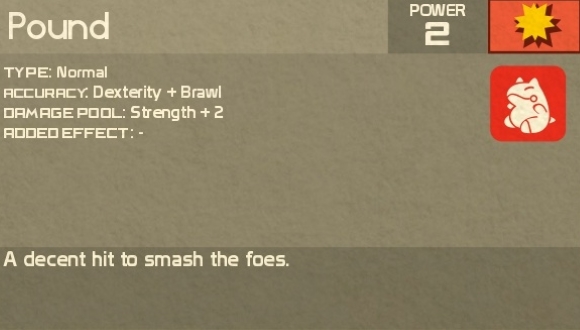 Pound
POWER
2
TYPE: Normal
ACCURACY: Dexterity + Brawl
DAMAGE POOL: Strength + 2
ADDED EFFECT: -
A decent hit to smash the foes.